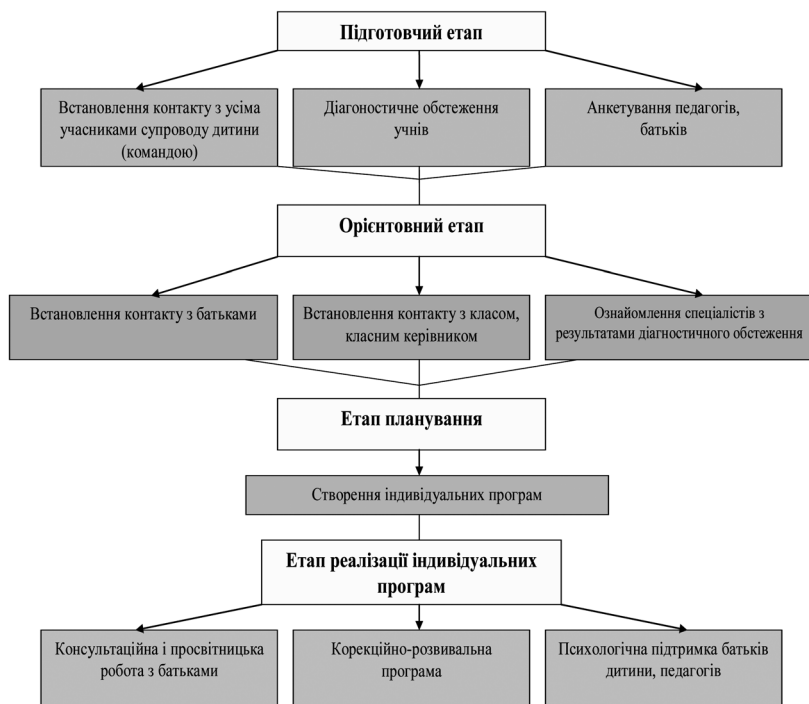 Підготовчий етап
Встановлення контакту з усіма
учасниками супроводу дитини
(командою)
Діагоностичне обстеження
учнів
Анкетування педагогів,
батьків
Орієнтовний етап
Встановлення контакту з батьками
Встановлення контакту з класом,
класним керівником
Ознайомлення спеціалістів з
результатами діагностичного обстеження
Етап планування
Створення індивідуальних програм
Етап реалізації індивідуальних
програм
Консультаційна і просвітницька
робота з батьками
Корекційно-розвивальна
програма
Психологічна підтримка батьків
дитини, педагогів